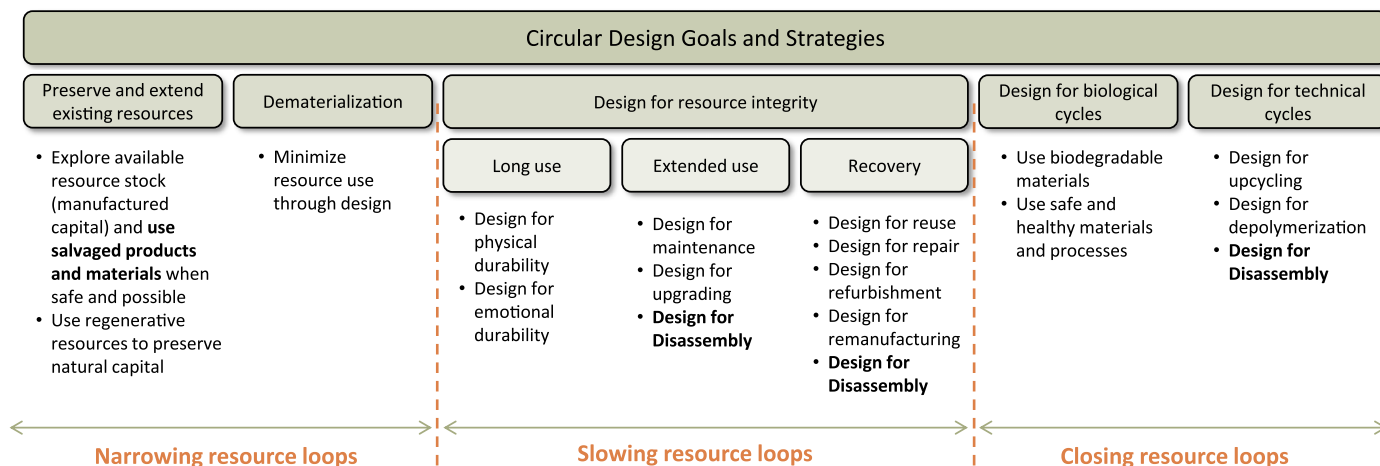 Circular Design Goals and Strategies
Preserve and extend
existing resources
• Explore available
resource stock
(manufactured
capital) and use
salvaged products
and materials when
safe and possible
• Use regenerative
resources to preserve
natural capital
Dematerialization
• Minimize
resource use
through design
Design for resource integrity
Long use
• Design for
physical
durability
• Design for
emotional
durability
Extended use
• Design for
maintenance
• Design for
upgrading
• Design for
Disassembly
Recovery
• Design for reuse
• Design for repair
• Design for
refurbishment
• Design for
remanufacturing
• Design for
Disassembly
Design for biological
cycles
• Use biodegradable
materials
• Use safe and
healthy materials
and processes
Design for technical
cycles
• Design for
upcycling
• Design for
depolymerization
• Design for
Disassembly
Narrowing resource loops
Slowing resource loops
Closing resource loops